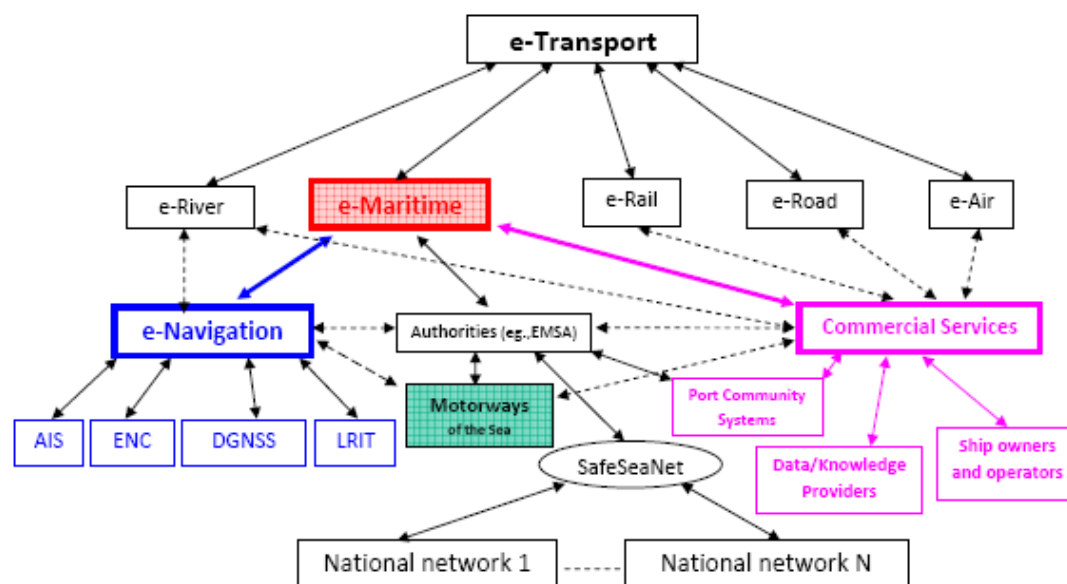 e-Transport
e-River
e-Maritime
e-Rail
e-Road
e-Air
e-Navigation
Authorities (eg.,EMSA)
Commercial Services
Motorways
of the Sea
Port Community
Systems
AIS
ENC
DGNSS
LRIT
SafeSeaNet
Data/Knowledge
Providers
Ship owners
and operators
National network 1
National network N